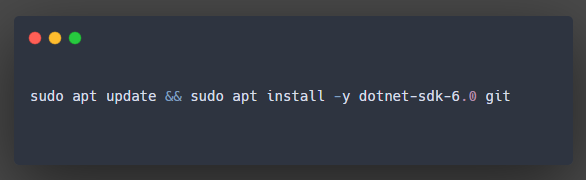 sudo apt update && sudo apt install -y dotnet-sdk-6.0 git